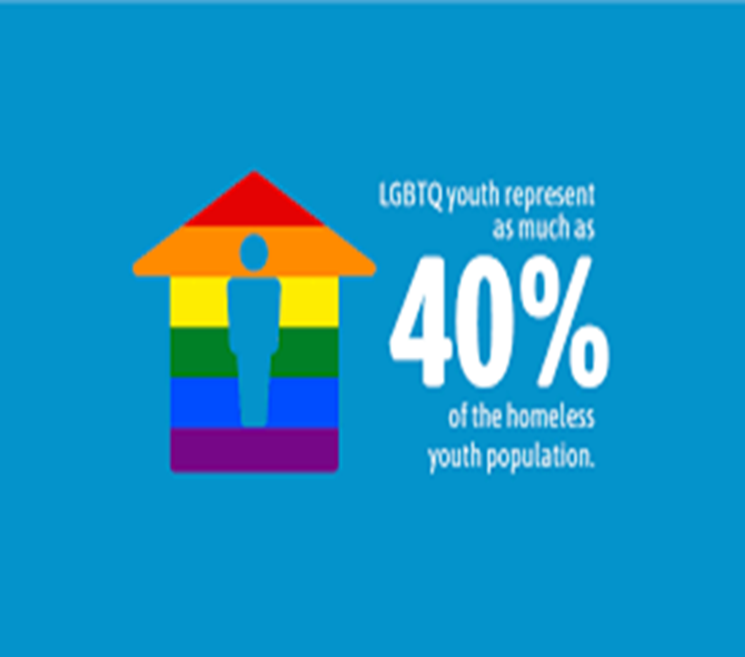 LGBTQ youth represent
as much as
40%
of the homeless
youth population.